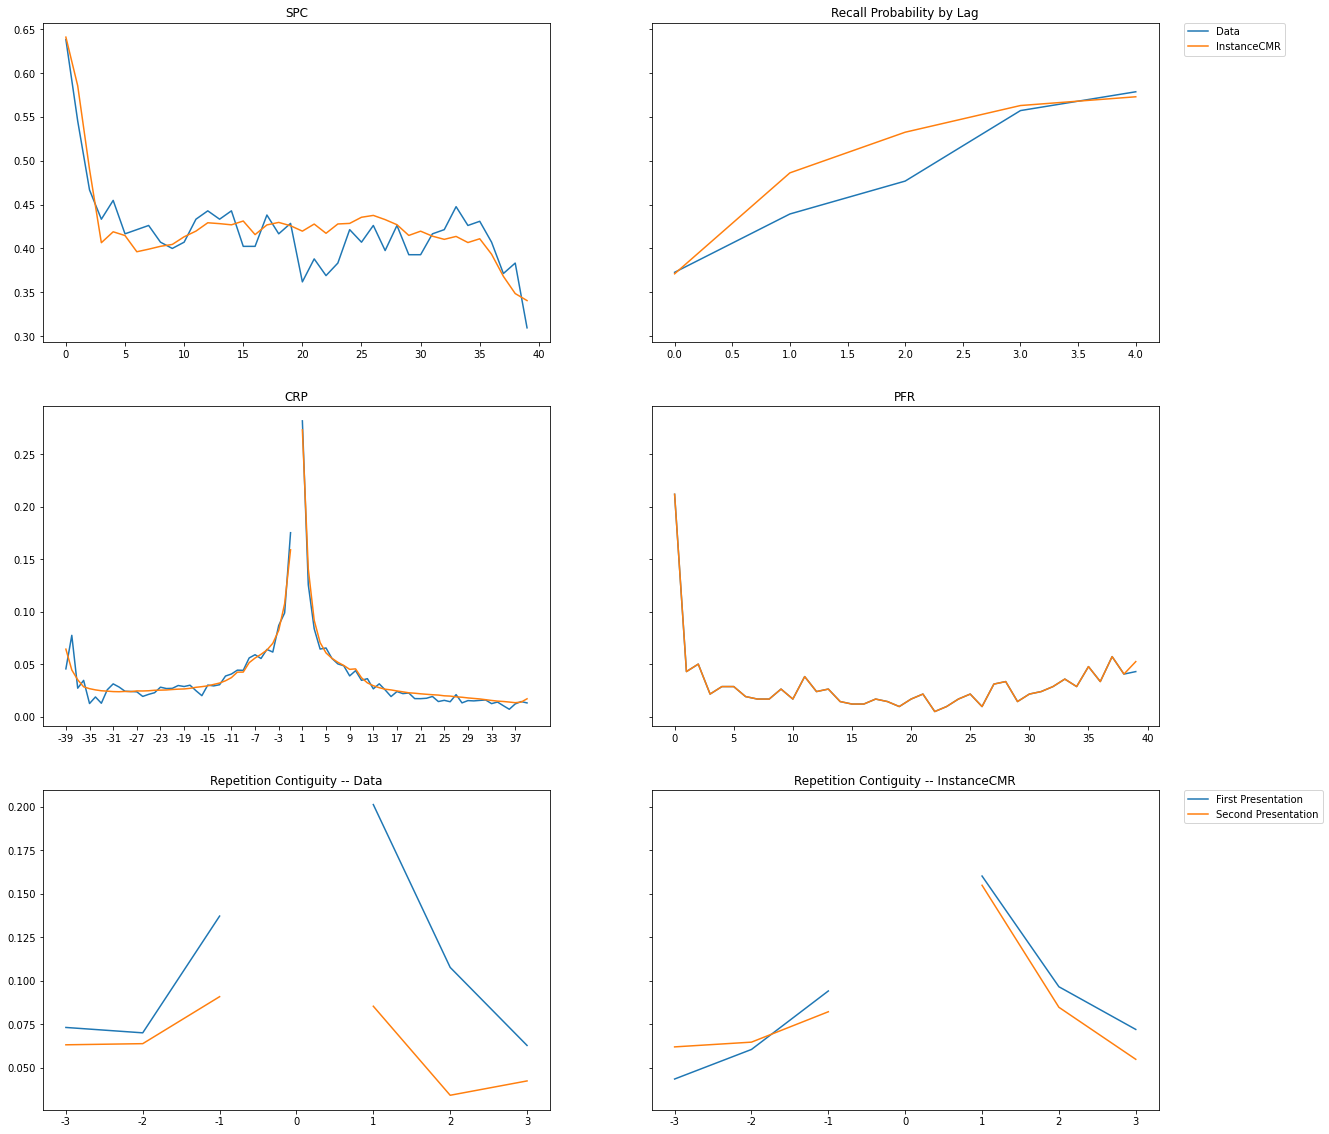 SPC
0.65
0.60
0.55
0.50
0.45
0.40
0.35
0.30
0 5 10 15 20 25 30 35 40
Recall Probability by Lag
0.0 0.5 1.0 1.5 2.0 2.5 3.0 3.5 4.0
Data
InstanceCMR
CRP
0.25
0.20
0.15
0.10
0.05
0.00
-39 -35 -31 -27 -23 -19 -15 -11 -7 -3 1 5 9 13 17 21 25 29 33 37
PFR
0 5 10 15 20 25 30 35 40
Repetition Contiguity -- Data
0.200
0.175
0.150
0.125
0.100
0.075
0.050
-3 -2 -1 0 1 2 3
Repetition Contiguity -- InstanceCMR
-3 -2 -1 0 1 2 3
First Presentation
Second Presentation